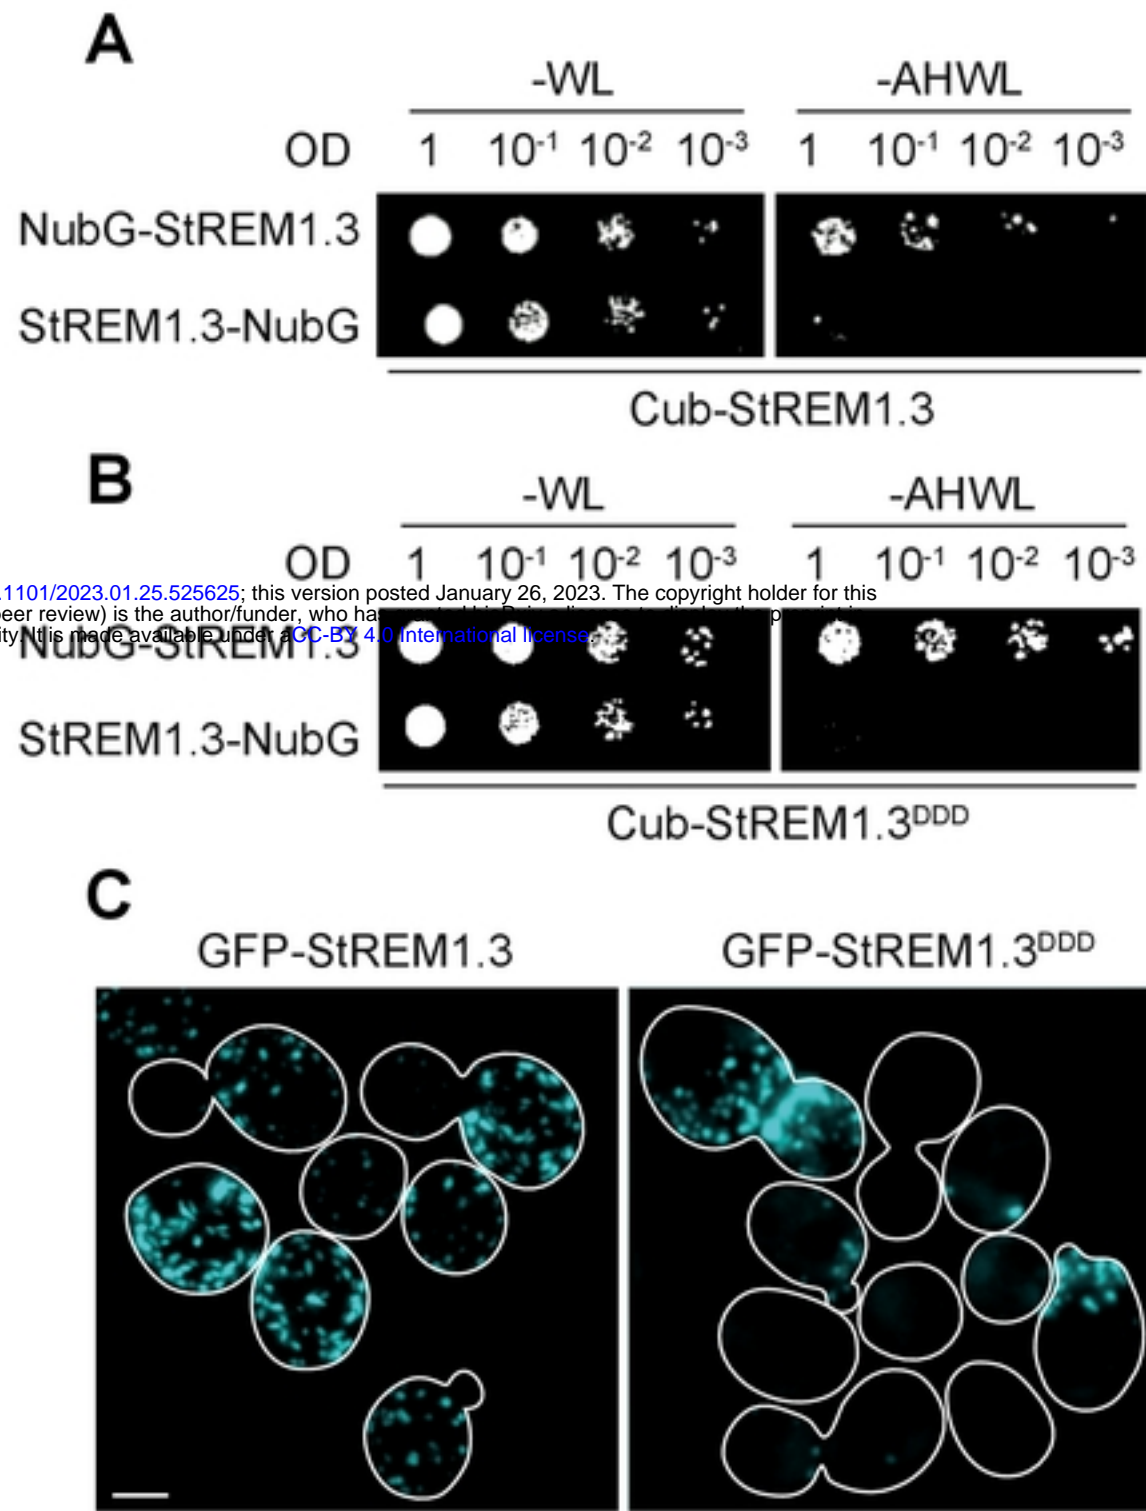 A
-WL -AHWL
OD 1 10-1 10-2 10-3 1 10-1 10-2 10-3
NubG-StREM1.3
StREM1.3-NubG
Cub-StREM1.3
B
-WL -AHWL
OD 1 10-1 10-2 10-3 1 10-1 10-2 10-3
.1101/2023.01.25.525625; this version posted January 26, 2023. The copyright holder for this
peer review) is the author/funder, who has
is made available under aCC-BY 4.0 International license.
NubG-StREM1.3
StREM1.3-NubG
Cub-StREM1.3DDD
C
GFP-StREM1.3 GFP-StREM1.3DDD